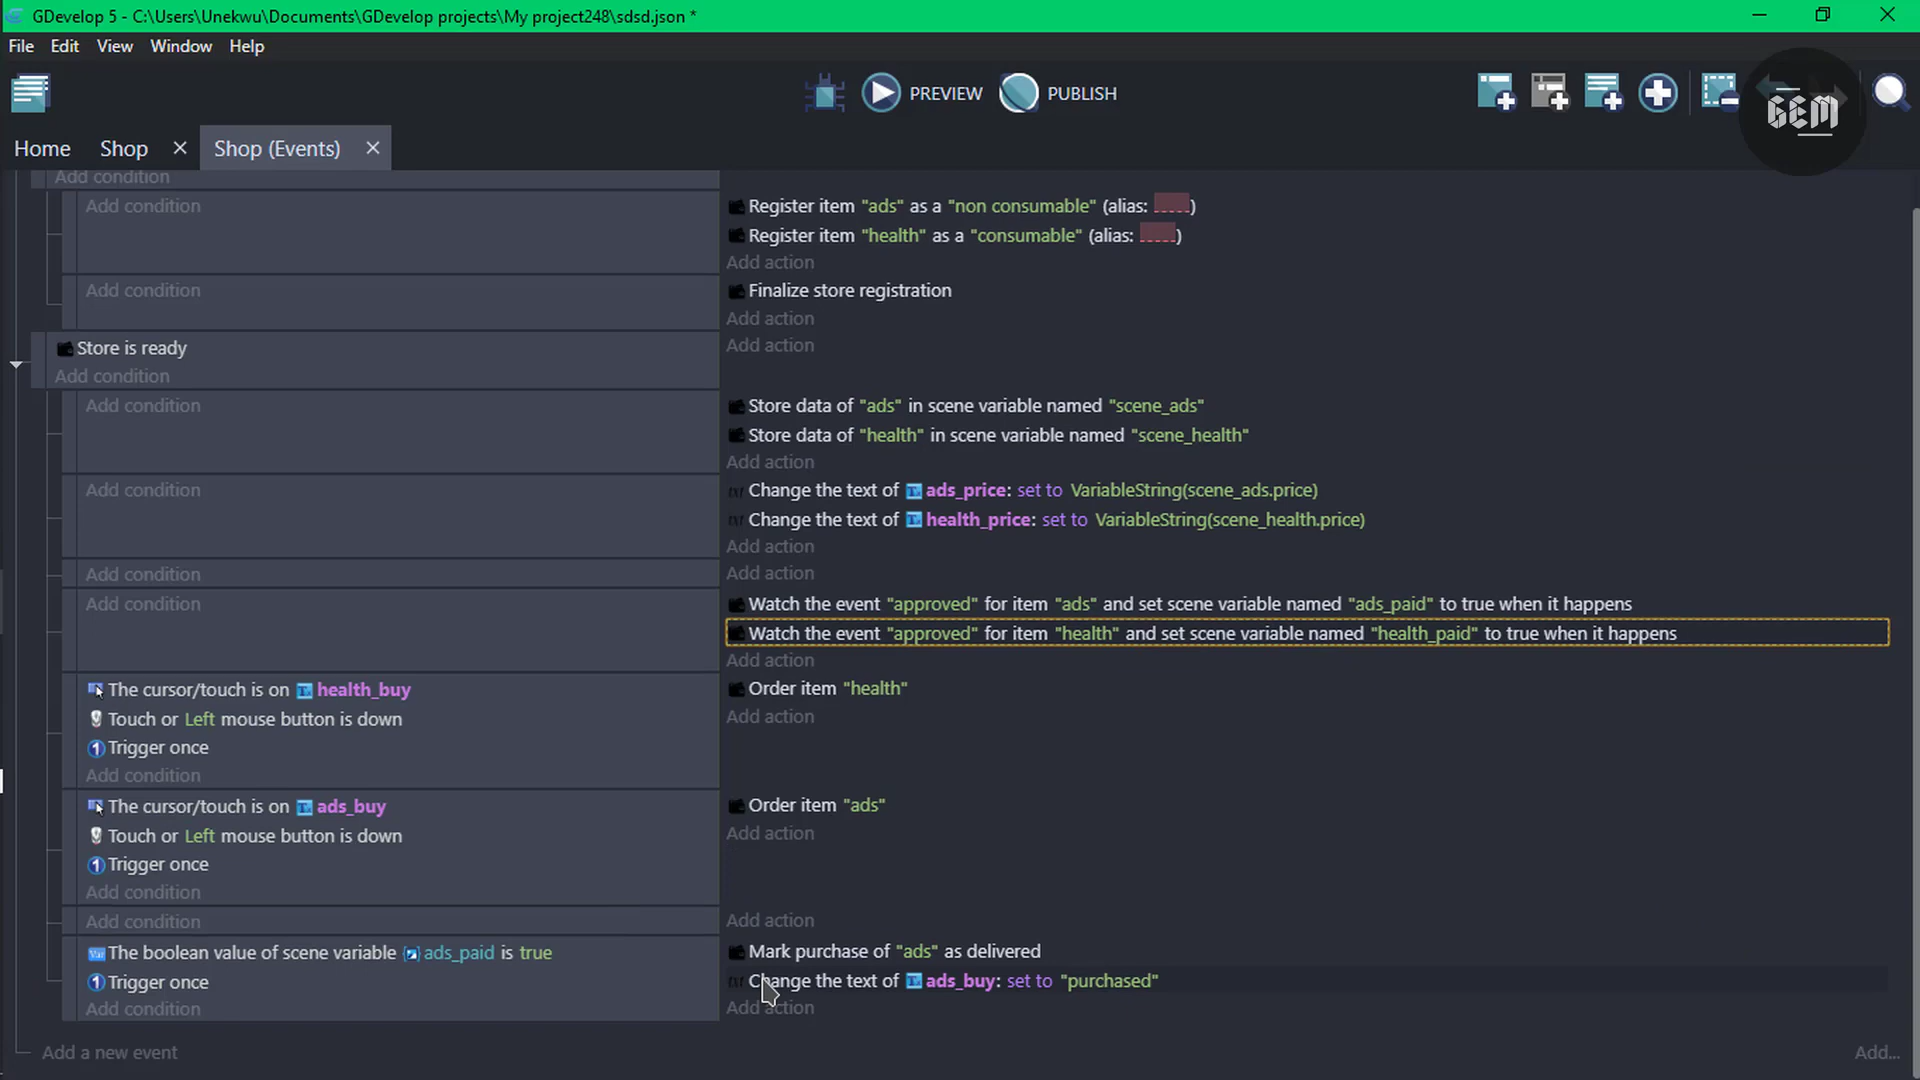 GDevelop 5 - C:\Users\Unekwu\Documents\GDevelop projects\My project248\sdsd.json *
File Edit View Window Help
PREVIEW PUBLISH
GEM
Home Shop Shop (Events)
Add condition
Add condition Register item "ads" as a "non consumable" (alias: )
Register item "health" as a "consumable" (alias: )
Add action
Add condition Finalize store registration
Add action
Store is ready Add action
Add condition
Add condition Store data of "ads" in scene variable named "scene_ads"
Store data of "health" in scene variable named "scene_health"
Add action
Add condition Change the text of ads_price: set to VariableString(scene_ads.price)
Change the text of health_price: set to VariableString(scene_health.price)
Add action
Add condition Add action
Add condition Watch the event "approved" for item "ads" and set scene variable named "ads_paid" to true when it happens
Watch the event "approved" for item "health" and set scene variable named "health_paid" to true when it happens
Add action
The cursor/touch is on health_buy Order item "health"
Touch or Left mouse button is down Add action
Trigger once
Add condition
The cursor/touch is on ads_buy Order item "ads"
Touch or Left mouse button is down Add action
Trigger once
Add condition
Add condition Add action
The boolean value of scene variable ads_paid is true Mark purchase of "ads" as delivered
Trigger once Change the text of ads_buy: set to "purchased"
Add condition Add action
Add a new event Add...